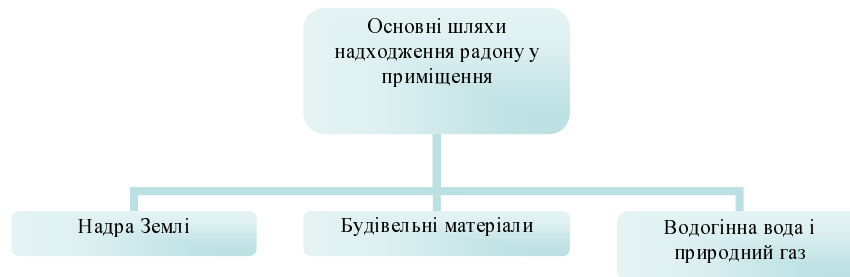 Основні шляхи
надходження радону у
приміщення
Надра Землі
Будівельні матеріали
Водогінна вода і
природний газ